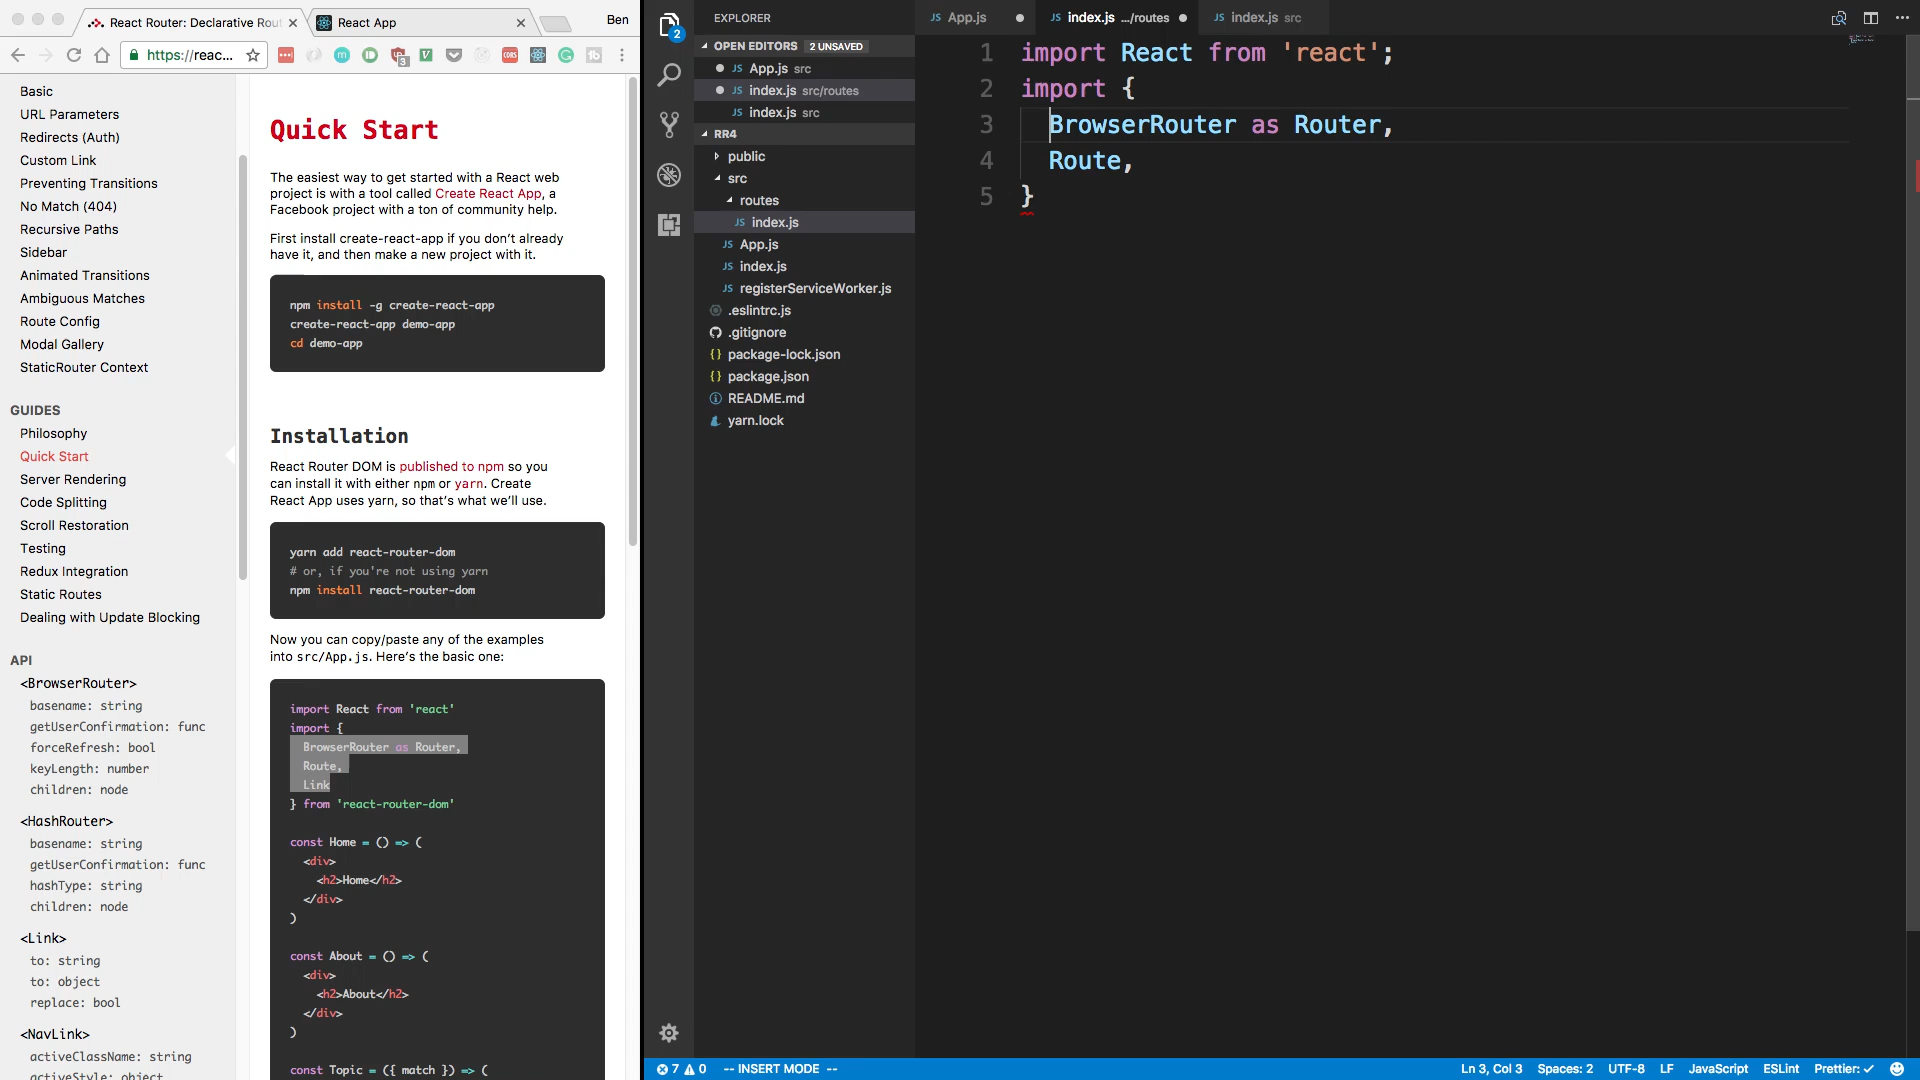 React Router: Declarative Rout
React App
Ben
https://reac...
3
CORS
Basic
URL Parameters
Redirects (Auth)
Custom Link
Preventing Transitions
No Match (404)
Recursive Paths
Sidebar
Animated Transitions
Ambiguous Matches
Route Config
Modal Gallery
StaticRouter Context
GUIDES
Philosophy
Quick Start
Server Rendering
Code Splitting
Scroll Restoration
Testing
Redux Integration
Static Routes
Dealing with Update Blocking
API
<BrowserRouter>
basename: string
getUserConfirmation: func
forceRefresh: bool
keyLength: number
children: node
<HashRouter>
basename: string
getUserConfirmation: func
hashType: string
children: node
<Link>
to: string
to: object
replace: bool
<NavLink>
activeClassName: string
activeStyle: object
Quick Start
The easiest way to get started with a React web
project is with a tool called Create React App, a
Facebook project with a ton of community help.
First install create-react-app if you don’t already
have it, and then make a new project with it.
npm install -g create-react-app
create-react-app demo-app
cd demo-app
Installation
React Router DOM is published to npm so you
can install it with either npm or yarn. Create
React App uses yarn, so that’s what we’ll use.
yarn add react-router-dom
# or, if you're not using yarn
npm install react-router-dom
Now you can copy/paste any of the examples
into src/App.js. Here’s the basic one:
import React from 'react'
import {
BrowserRouter as Router,
Route,
Link
} from 'react-router-dom'
const Home = () => (
<div>
<h2>Home</h2>
</div>
)
const About = () => (
<div>
<h2>About</h2>
</div>
)
const Topic = ({ match }) => (
2
EXPLORER
OPEN EDITORS 2 UNSAVED
JS App.js src
JS index.js src/routes
JS index.js src
RR4
public
src
routes
JS index.js
JS App.js
JS index.js
JS registerServiceWorker.js
.eslintrc.js
.gitignore
{} package-lock.json
{} package.json
README.md
yarn.lock
JS App.js
JS index.js .../routes
JS index.js src
1 import React from 'react';
2 import {
3 BrowserRouter as Router,
4 Route,
5 }
7 0 -- INSERT MODE --
Ln 3, Col 3 Spaces: 2 UTF-8 LF JavaScript ESLint Prettier: ✓